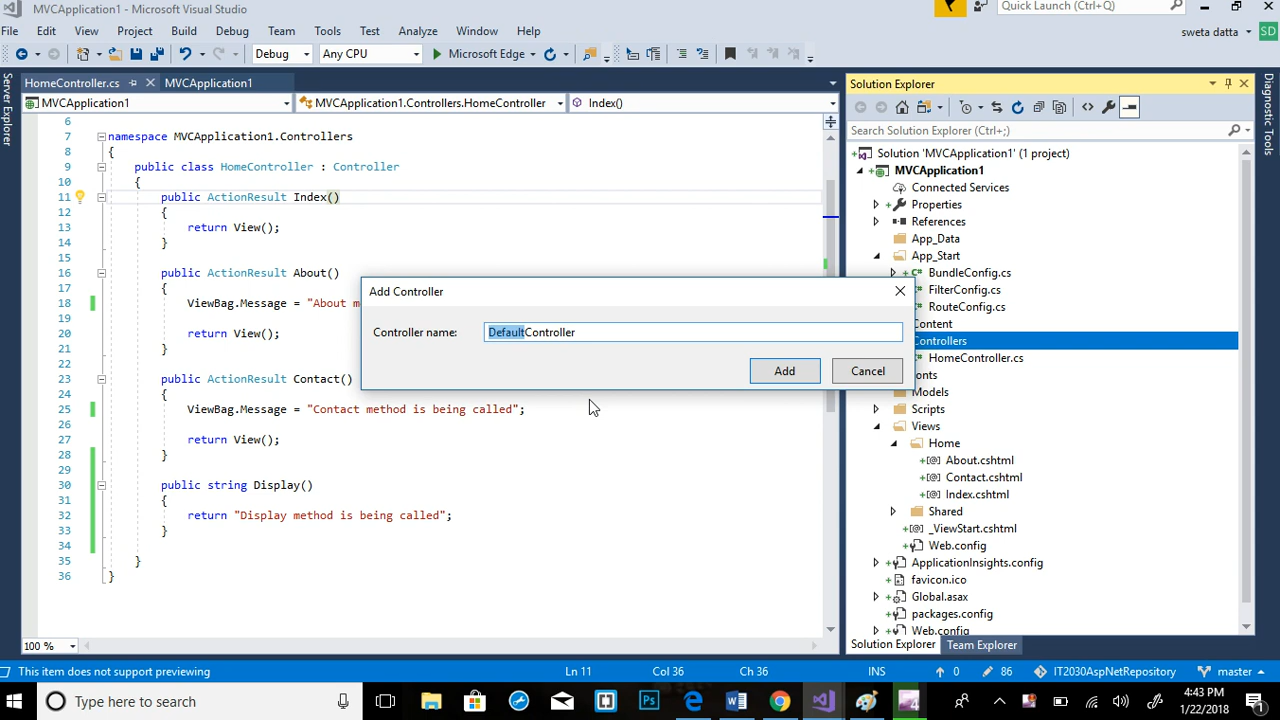 MVCApplication1 - Microsoft Visual Studio
Quick Launch (Ctrl+Q)
File Edit View Project Build Debug Team Tools Test Analyze Window Help
sweta datta SD
Debug Any CPU Microsoft Edge
Server Explorer
HomeController.cs MVCApplication1
MVCApplication1 MVCApplication1.Controllers.HomeController Index()
6
7 namespace MVCApplication1.Controllers
8 {
9 public class HomeController : Controller
10 {
11 public ActionResult Index()
12 {
13 return View();
14 }
15
16 public ActionResult About()
17 {
18 ViewBag.Message = "About m
19
20 return View();
21 }
22
23 public ActionResult Contact()
24 {
25 ViewBag.Message = "Contact method is being called";
26
27 return View();
28 }
29
30 public string Display()
31 {
32 return "Display method is being called";
33 }
34
35 }
36 }
100 %
Add Controller
Controller name: DefaultController
Add Cancel
Solution Explorer
Search Solution Explorer (Ctrl+;)
Solution 'MVCApplication1' (1 project)
MVCApplication1
Connected Services
Properties
References
App_Data
App_Start
BundleConfig.cs
FilterConfig.cs
RouteConfig.cs
Content
Controllers
HomeController.cs
onts
Models
Scripts
Views
Home
About.cshtml
Contact.cshtml
Index.cshtml
Shared
_ViewStart.cshtml
Web.config
ApplicationInsights.config
favicon.ico
Global.asax
packages.config
Web.config
Solution Explorer Team Explorer
Diagnostic Tools
This item does not support previewing Ln 11 Col 36 Ch 36 INS 0 86 IT2030AspNetRepository master
Type here to search
4:43 PM
1/22/2018